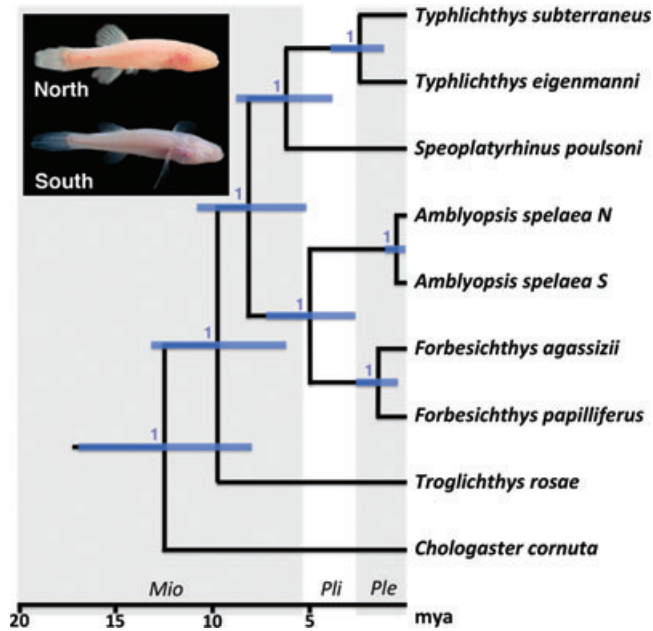 North
South
1
Typhlichthys subterraneus
1
Typhlichthys eigenmanni
1
Speoplatyrhinus poulsoni
1
Amblyopsis spelaea N
1
Amblyopsis spelaea S
1
Forbesichthys agassizii
1
1
Forbesichthys papilliferus
1
Troglichthys rosae
Chologaster cornuta
Mio Pli Ple
20 15 10 5 mya